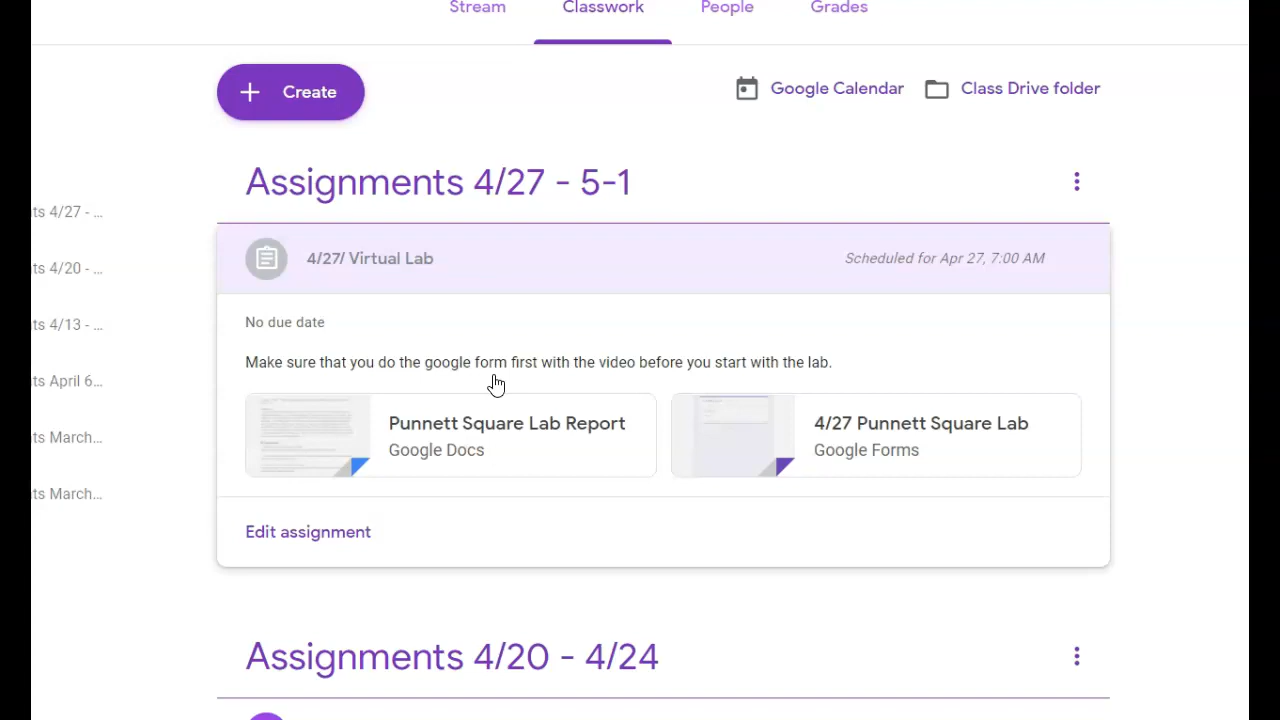 Stream Classwork People Grades
Create
Google Calendar Class Drive folder
Assignments 4/27 - 5-1
ts 4/27 - ...
4/27/ Virtual Lab Scheduled for Apr 27, 7:00 AM
ts 4/20 - ...
No due date
ts 4/13 - ...
Make sure that you do the google form first with the video before you start with the lab.
ts April 6...
Punnett Square Lab Report
Google Docs
4/27 Punnett Square Lab
Google Forms
ts March...
ts March...
Edit assignment
Assignments 4/20 - 4/24